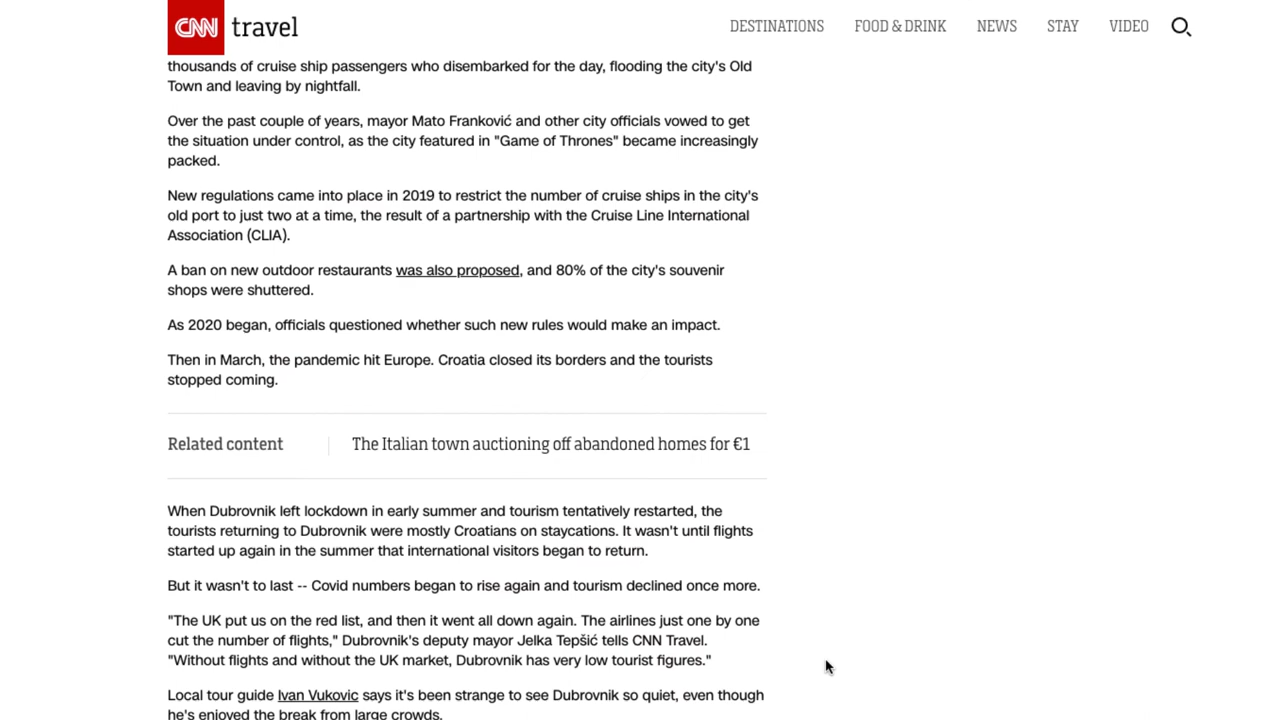 CNN travel DESTINATIONS FOOD & DRINK NEWS STAY VIDEO
thousands of cruise ship passengers who disembarked for the day, flooding the city's Old
Town and leaving by nightfall.
Over the past couple of years, mayor Mato Franković and other city officials vowed to get
the situation under control, as the city featured in "Game of Thrones" became increasingly
packed.
New regulations came into place in 2019 to restrict the number of cruise ships in the city's
old port to just two at a time, the result of a partnership with the Cruise Line International
Association (CLIA).
A ban on new outdoor restaurants was also proposed, and 80% of the city's souvenir
shops were shuttered.
As 2020 began, officials questioned whether such new rules would make an impact.
Then in March, the pandemic hit Europe. Croatia closed its borders and the tourists
stopped coming.
Related content The Italian town auctioning off abandoned homes for €1
When Dubrovnik left lockdown in early summer and tourism tentatively restarted, the
tourists returning to Dubrovnik were mostly Croatians on staycations. It wasn't until flights
started up again in the summer that international visitors began to return.
But it wasn't to last -- Covid numbers began to rise again and tourism declined once more.
"The UK put us on the red list, and then it went all down again. The airlines just one by one
cut the number of flights," Dubrovnik's deputy mayor Jelka Tepšić tells CNN Travel.
"Without flights and without the UK market, Dubrovnik has very low tourist figures."
Local tour guide Ivan Vukovic says it's been strange to see Dubrovnik so quiet, even though
he's enjoyed the break from large crowds.